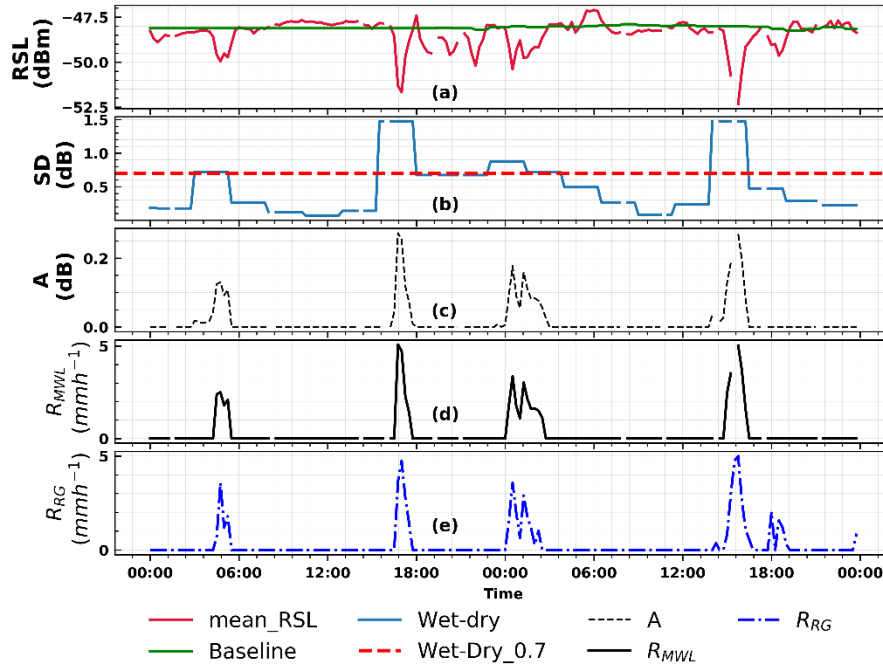 RSL
(dBm)
−47.5
−50.0
−52.5
(a)
SD
(dB)
1.5
1.0
0.5
(b)
A
(dB)
0.2
0.0
(c)
R_MWL
(mmh⁻¹)
5
0
(d)
R_RG
(mmh⁻¹)
5
0
(e)
00:00 06:00 12:00 18:00 00:00 06:00 12:00 18:00 00:00
Time
mean_RSL Wet-dry A R_RG
Baseline Wet-Dry_0.7 R_MWL